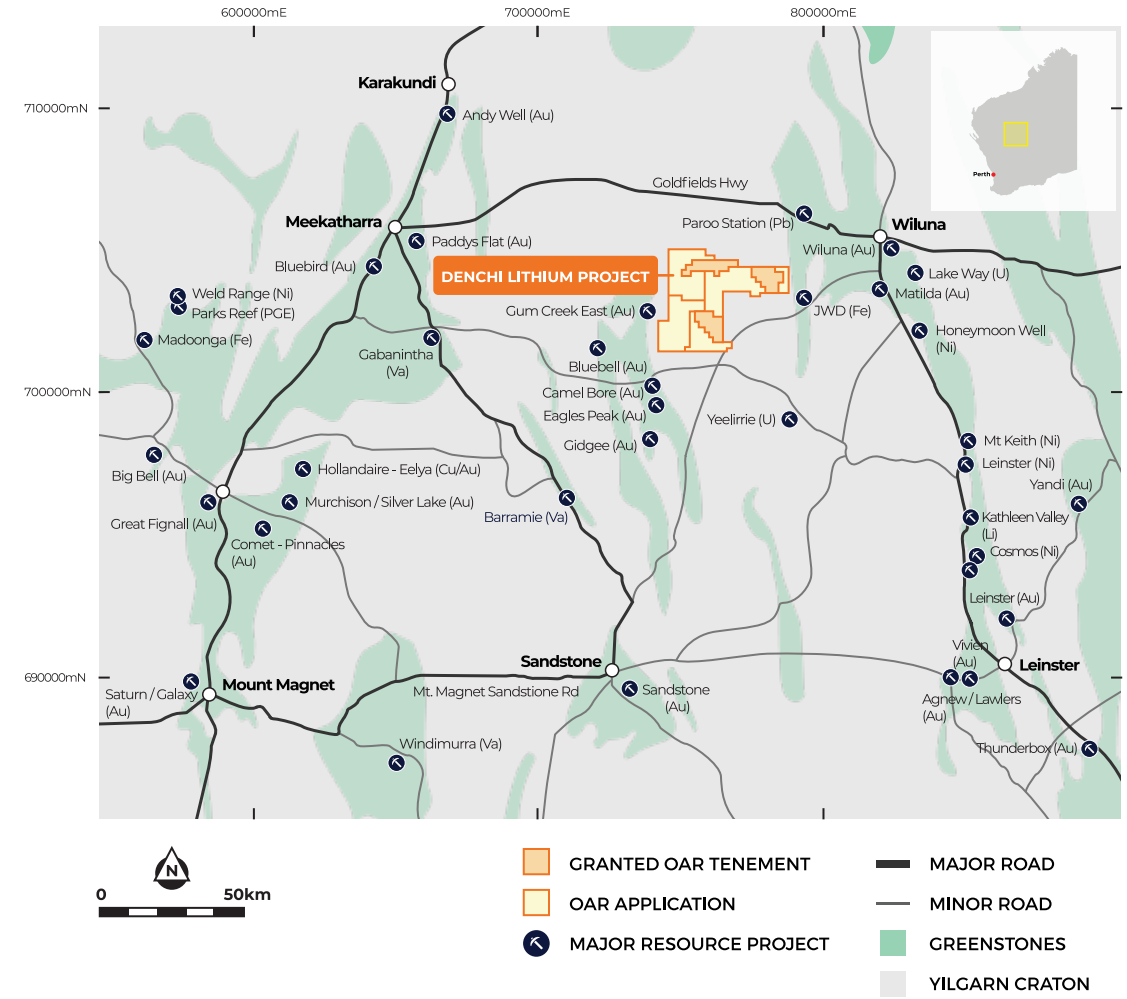 600000mE
700000mE
800000mE
710000mN
700000mN
690000mN
Karakundi
Andy Well (Au)
Perth
Goldfields Hwy
Meekatharra
Paroo Station (Pb)
Wiluna
Paddys Flat (Au)
Wiluna (Au)
Bluebird (Au)
DENCHI LITHIUM PROJECT
Lake Way (U)
Weld Range (Ni)
Matilda (Au)
Parks Reef (PGE)
Gum Creek East (Au)
JWD (Fe)
Madoonga (Fe)
Honeymoon Well
(Ni)
Gabanintha
(Va)
Bluebell (Au)
Camel Bore (Au)
Eagles Peak (Au)
Yeelirrie (U)
Gidgee (Au)
Mt Keith (Ni)
Leinster (Ni)
Big Bell (Au)
Hollandaire - Eelya (Cu/Au)
Yandi (Au)
Murchison / Silver Lake (Au)
Great Fignall (Au)
Barramie (Va)
Kathleen Valley
(Li)
Comet - Pinnacles
(Au)
Cosmos (Ni)
Leinster (Au)
Vivien
(Au)
Sandstone
Leinster
Mount Magnet
Mt. Magnet Sandstione Rd
Sandstone
(Au)
Saturn / Galaxy
(Au)
Agnew / Lawlers
(Au)
Windimurra (Va)
Thunderbox (Au)
N
0
50km
GRANTED OAR TENEMENT
OAR APPLICATION
MAJOR RESOURCE PROJECT
MAJOR ROAD
MINOR ROAD
GREENSTONES
YILGARN CRATON